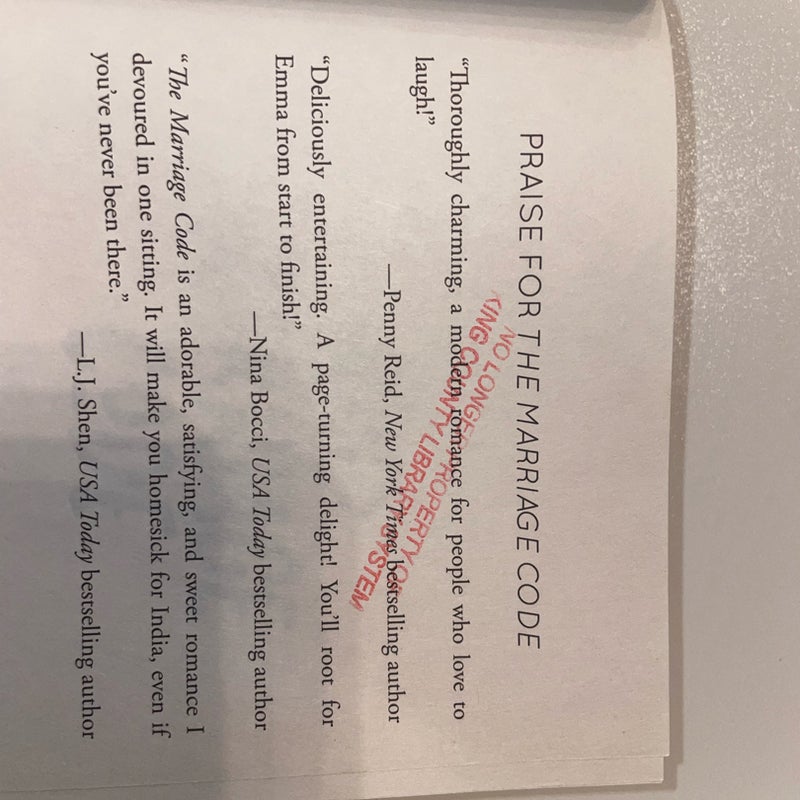 PRAISE FOR THE MARRIAGE CODE
“Thoroughly charming, a modern romance for people who love to
laugh!”
—Penny Reid, New York Times bestselling author
“Deliciously entertaining. A page-turning delight! You’ll root for
Emma from start to finish!”
—Nina Bocci, USA Today bestselling author
“The Marriage Code is an adorable, satisfying, and sweet romance I
devoured in one sitting. It will make you homesick for India, even if
you’ve never been there.”
—L.J. Shen, USA Today bestselling author
NO LONGER PROPERTY OF
KING COUNTY LIBRARY SYSTEM